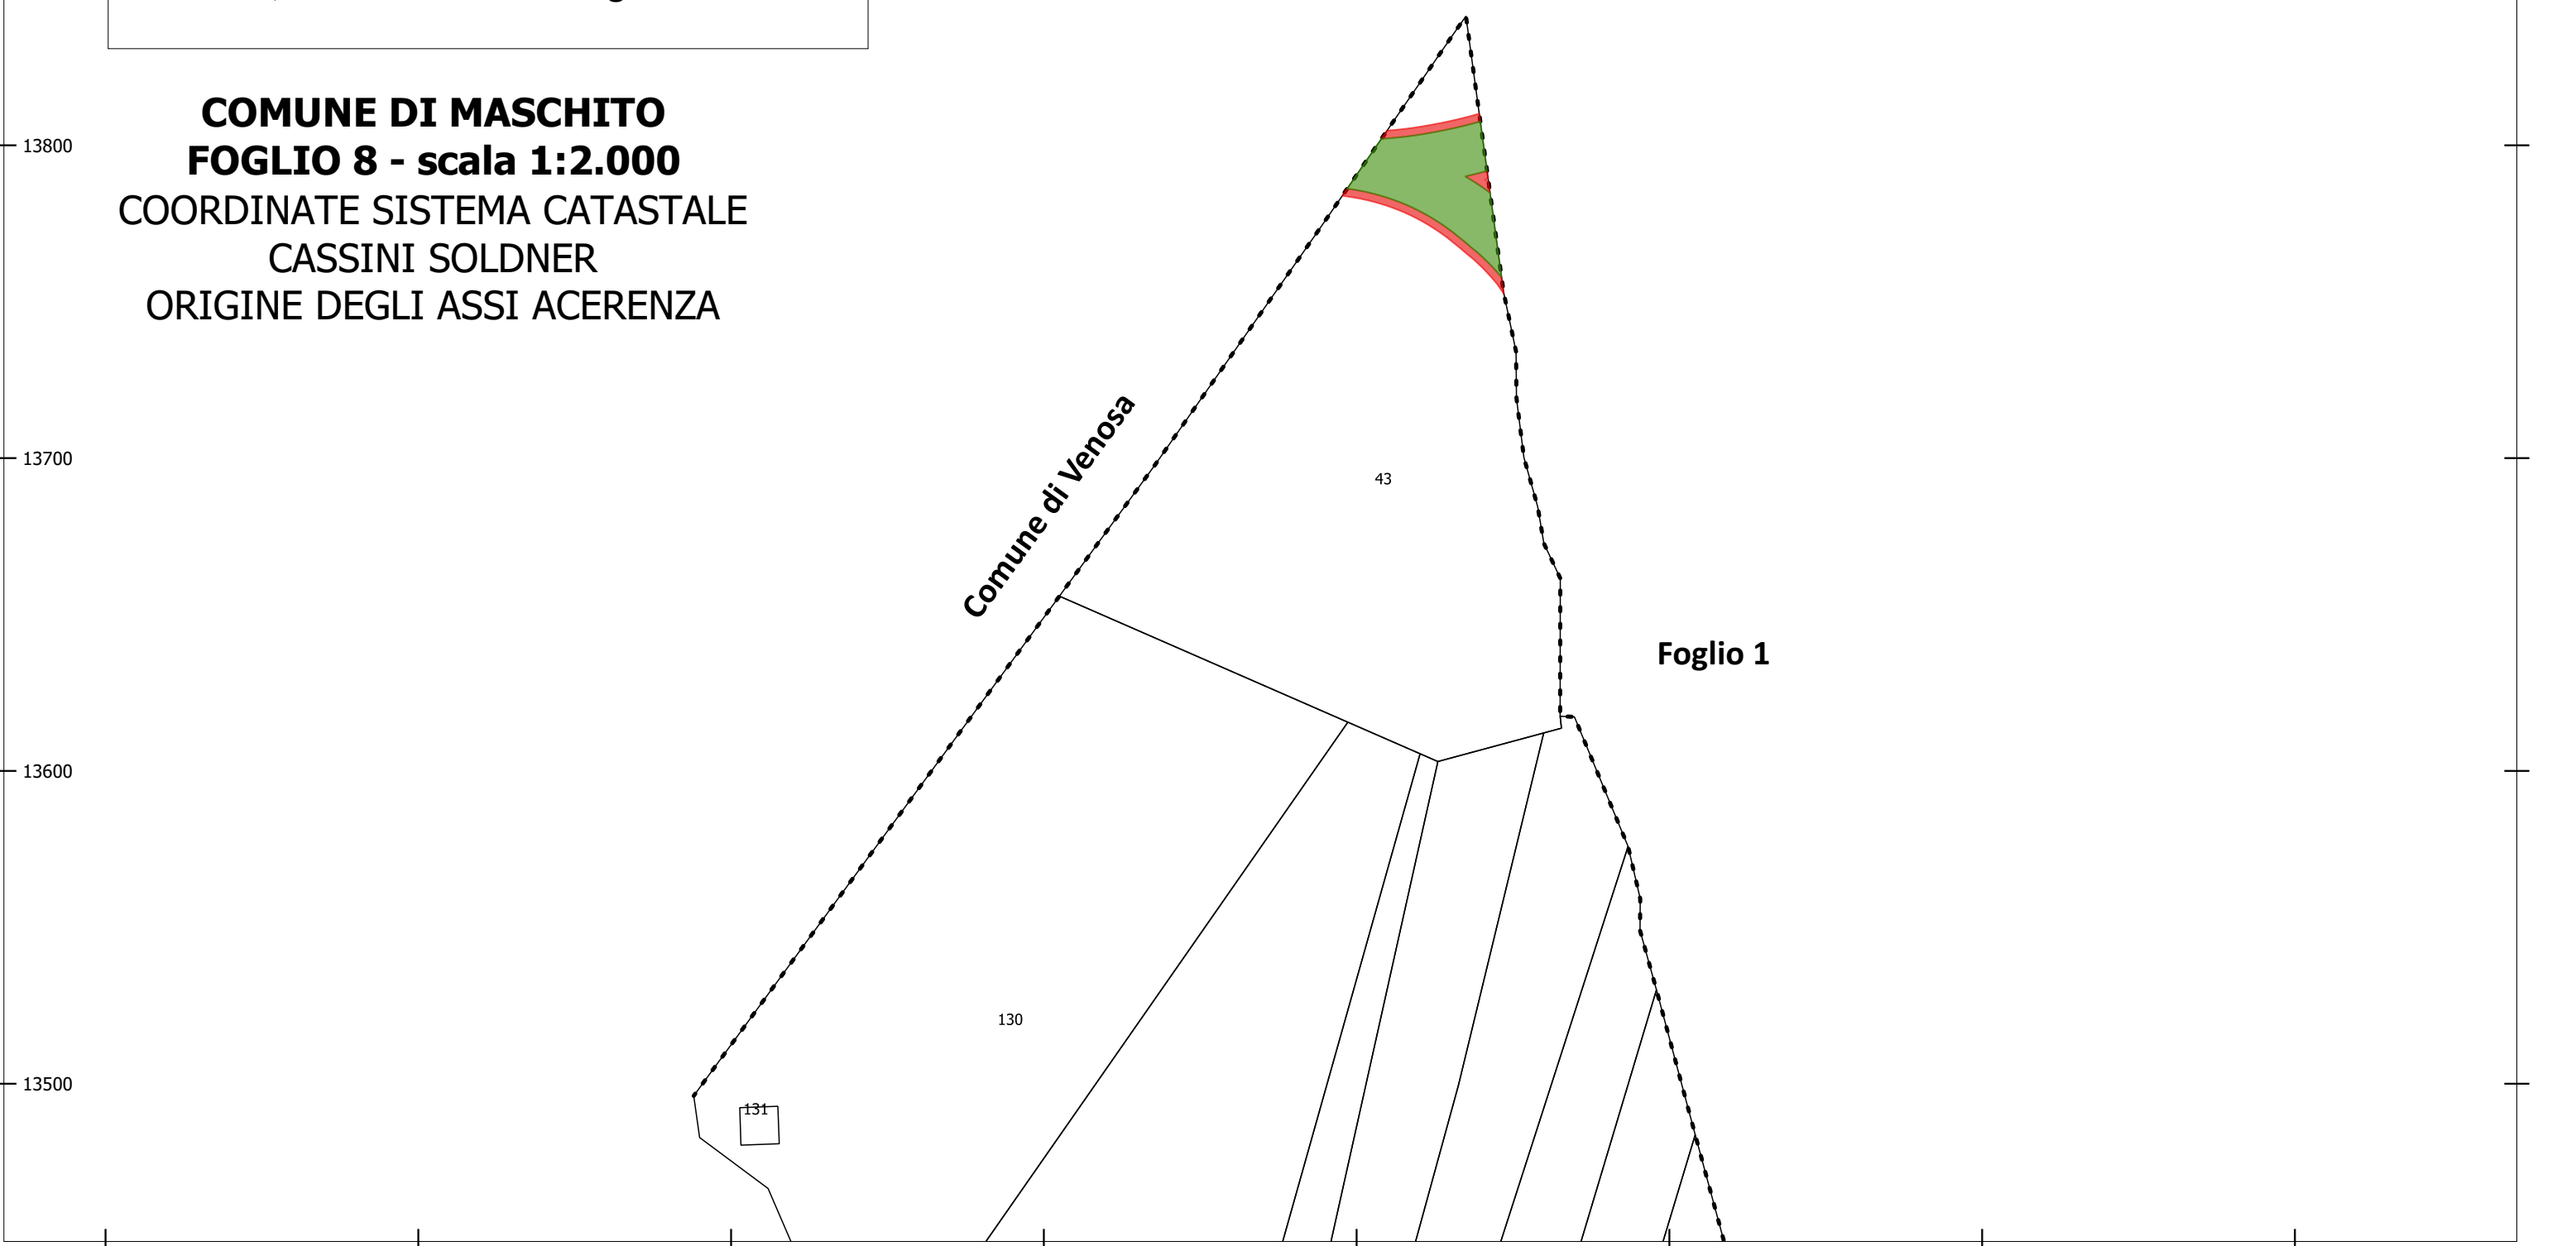 COMUNE DI MASCHITO
FOGLIO 8 - scala 1:2.000
COORDINATE SISTEMA CATASTALE
CASSINI SOLDNER
ORIGINE DEGLI ASSI ACERENZA
13800
13700
13600
13500
Comune di Venosa
43
Foglio 1
130
131